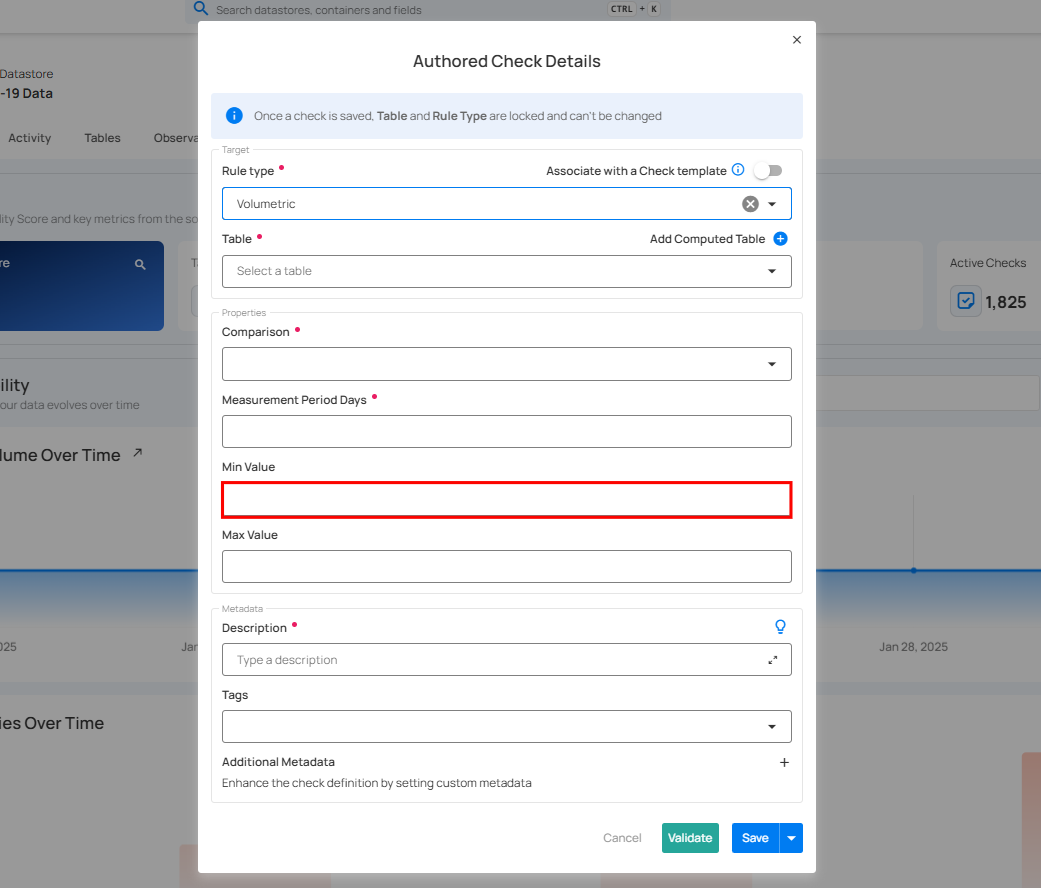 Search datastores, containers and fields
CTRL + K
Authored Check Details
Datastore
-19 Data
Once a check is saved, Table and Rule Type are locked and can't be changed
Activity
Tables
Observa
Target
Rule type
Associate with a Check template
Volumetric
ility Score and key metrics from the so
Table
Add Computed Table
re
Active Checks
Select a table
1,825
Properties
Comparison
ility
our data evolves over time
Measurement Period Days
lume Over Time
Min Value
Max Value
Metadata
Description
025
Jan
Jan 28, 2025
Type a description
Tags
ies Over Time
Additional Metadata
Enhance the check definition by setting custom metadata
Cancel
Validate
Save